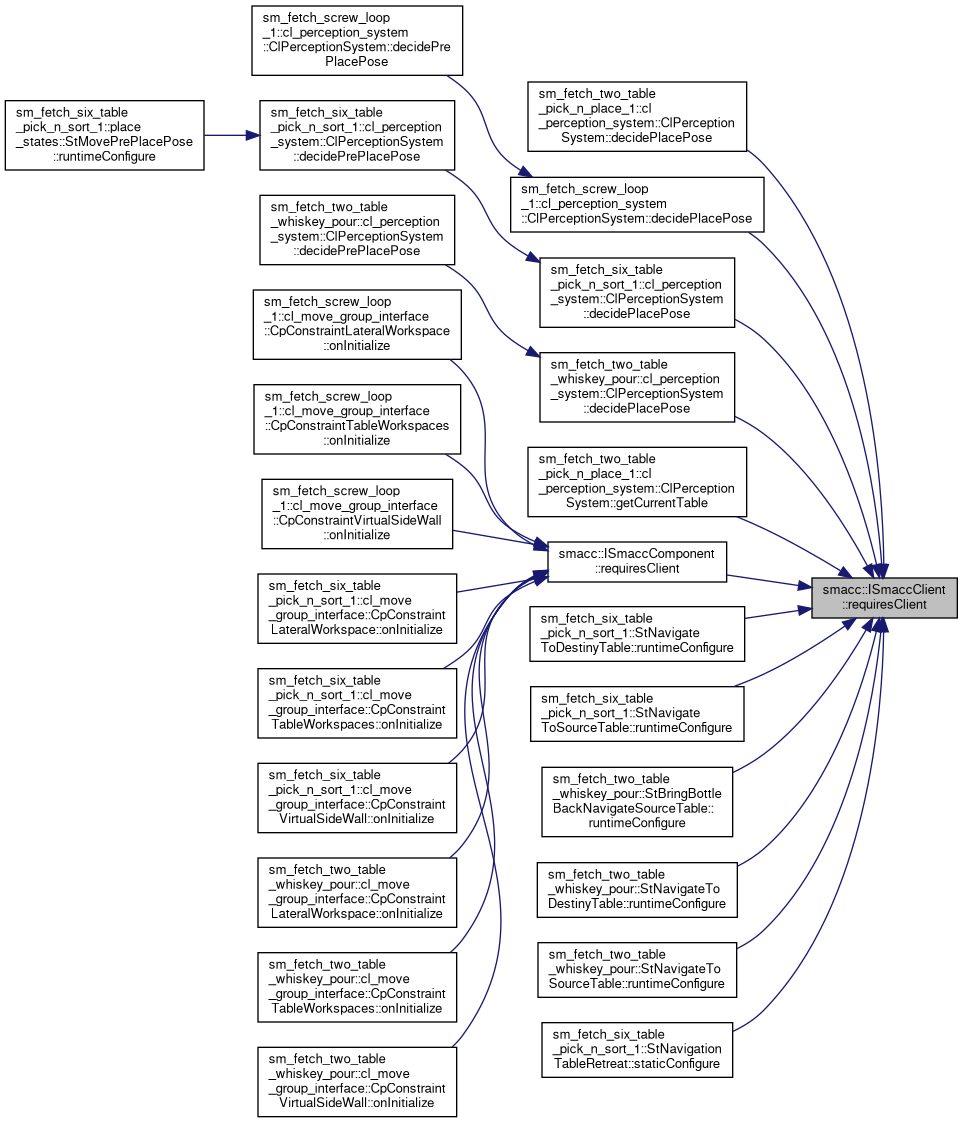 sm_fetch_screw_loop
_1::cl_perception_system
::ClPerceptionSystem::decidePre
PlacePose
sm_fetch_six_table
_pick_n_sort_1::place
_states::StMovePrePlacePose
::runtimeConfigure
sm_fetch_six_table
_pick_n_sort_1::cl_perception
_system::ClPerceptionSystem
::decidePrePlacePose
sm_fetch_two_table
_whiskey_pour::cl_perception
_system::ClPerceptionSystem
::decidePrePlacePose
sm_fetch_screw_loop
_1::cl_move_group_interface
::CpConstraintLateralWorkspace
::onInitialize
sm_fetch_screw_loop
_1::cl_move_group_interface
::CpConstraintTableWorkspaces
::onInitialize
sm_fetch_screw_loop
_1::cl_move_group_interface
::CpConstraintVirtualSideWall
::onInitialize
sm_fetch_six_table
_pick_n_sort_1::cl_move
_group_interface::CpConstraint
LateralWorkspace::onInitialize
sm_fetch_six_table
_pick_n_sort_1::cl_move
_group_interface::CpConstraint
TableWorkspaces::onInitialize
sm_fetch_six_table
_pick_n_sort_1::cl_move
_group_interface::CpConstraint
VirtualSideWall::onInitialize
sm_fetch_two_table
_whiskey_pour::cl_move
_group_interface::CpConstraint
LateralWorkspace::onInitialize
sm_fetch_two_table
_whiskey_pour::cl_move
_group_interface::CpConstraint
TableWorkspaces::onInitialize
sm_fetch_two_table
_whiskey_pour::cl_move
_group_interface::CpConstraint
VirtualSideWall::onInitialize
sm_fetch_two_table
_pick_n_place_1::cl
_perception_system::ClPerception
System::decidePlacePose
sm_fetch_screw_loop
_1::cl_perception_system
::ClPerceptionSystem::decidePlacePose
sm_fetch_six_table
_pick_n_sort_1::cl_perception
_system::ClPerceptionSystem
::decidePlacePose
sm_fetch_two_table
_whiskey_pour::cl_perception
_system::ClPerceptionSystem
::decidePlacePose
sm_fetch_two_table
_pick_n_place_1::cl
_perception_system::ClPerception
System::getCurrentTable
smacc::ISmaccComponent
::requiresClient
sm_fetch_six_table
_pick_n_sort_1::StNavigate
ToDestinyTable::runtimeConfigure
sm_fetch_six_table
_pick_n_sort_1::StNavigate
ToSourceTable::runtimeConfigure
sm_fetch_two_table
_whiskey_pour::StBringBottle
BackNavigateSourceTable::
runtimeConfigure
sm_fetch_two_table
_whiskey_pour::StNavigateTo
DestinyTable::runtimeConfigure
sm_fetch_two_table
_whiskey_pour::StNavigateTo
SourceTable::runtimeConfigure
sm_fetch_six_table
_pick_n_sort_1::StNavigation
TableRetreat::staticConfigure
smacc::ISmaccClient
::requiresClient